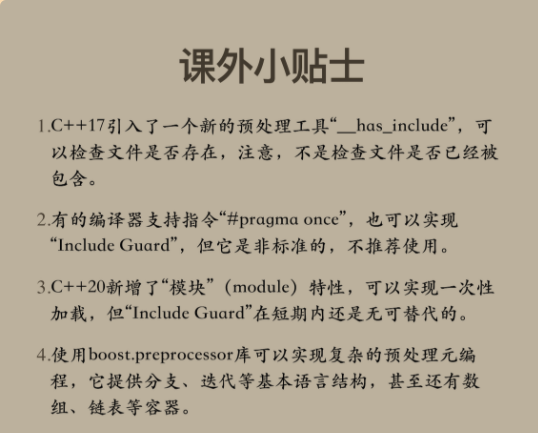 课外小贴士
1.C++17引入了一个新的预处理工具“__has_include”，可
以检查文件是否存在，注意，不是检查文件是否已经被
包含。
2.有的编译器支持指令“#pragma once”，也可以实现
“Include Guard”，但它是非标准的，不推荐使用。
3.C++20新增了“模块”（module）特性，可以实现一次性
加载，但“Include Guard”在短期内还是无可替代的。
4.使用boost.preprocessor库可以实现复杂的预处理元编
程，它提供分支、迭代等基本语言结构，甚至还有数
组、链表等容器。